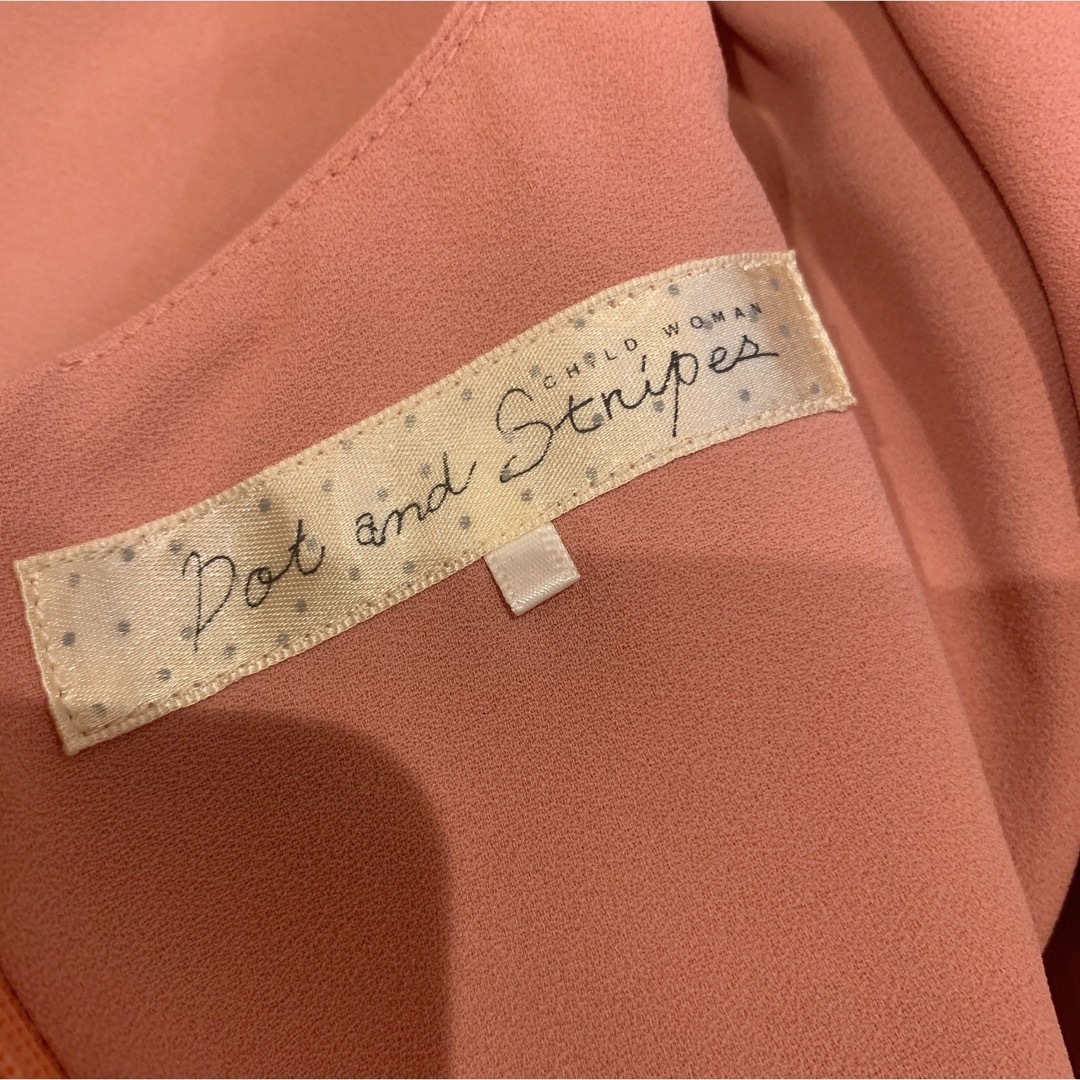 CHILD WOMAN
Dot and Stripes